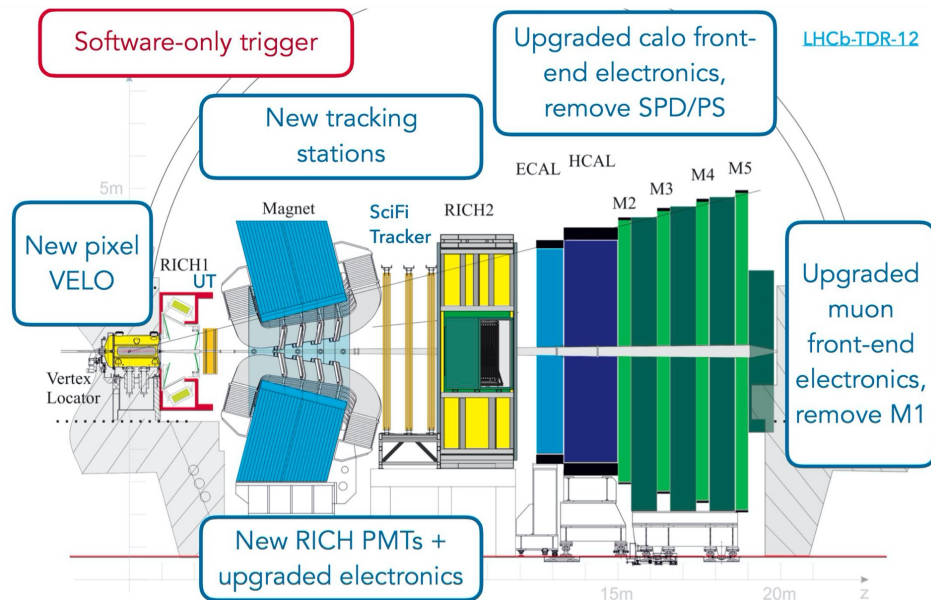 Software-only trigger
Upgraded calo front-
end electronics,
remove SPD/PS
LHCb-TDR-12
New tracking
stations
5m
ECAL
HCAL
M2
M3
M4
M5
Magnet
SciFi
Tracker
RICH2
New pixel
VELO
RICH1
UT
Upgraded
muon
front-end
electronics,
remove M1
Vertex
Locator
New RICH PMTs +
upgraded electronics
15m
20m
z